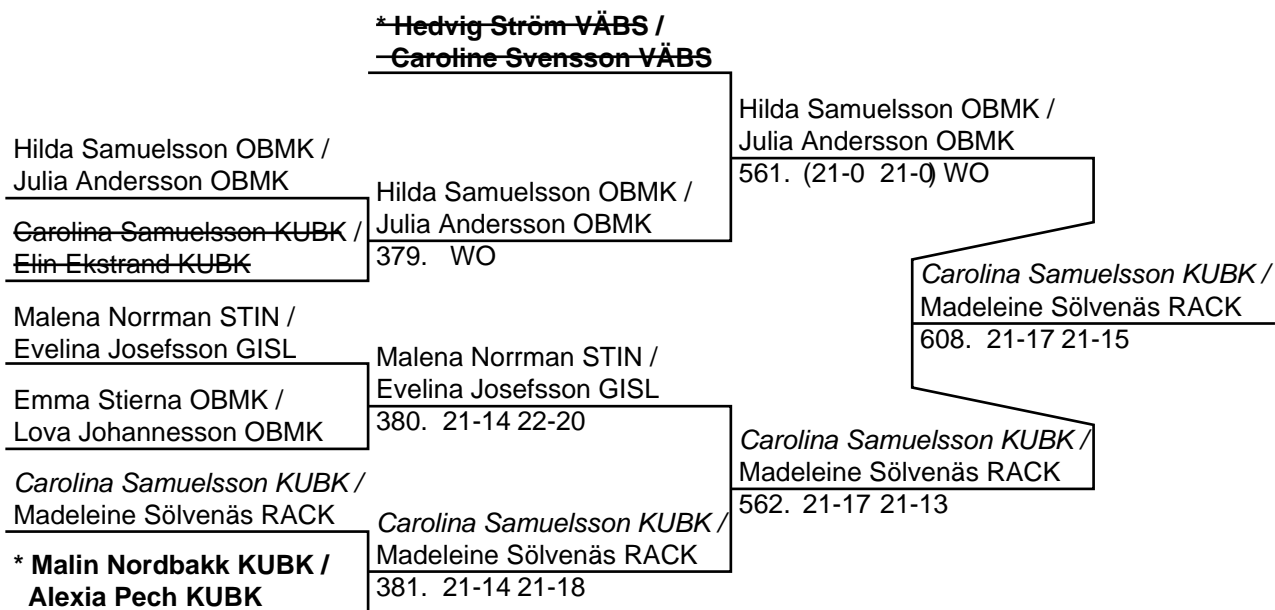 * Hedvig Ström VÄBS /
Caroline Svensson VÄBS
Hilda Samuelsson OBMK /
Julia Andersson OBMK
Carolina Samuelsson KUBK /
Elin Ekstrand KUBK
Malena Norrman STIN /
Evelina Josefsson GISL
Emma Stierna OBMK /
Lova Johannesson OBMK
Carolina Samuelsson KUBK /
Madeleine Sölvenäs RACK
* Malin Nordbakk KUBK /
Alexia Pech KUBK
Hilda Samuelsson OBMK /
Julia Andersson OBMK
379. WO
Malena Norrman STIN /
Evelina Josefsson GISL
380. 21-14 22-20
Carolina Samuelsson KUBK /
Madeleine Sölvenäs RACK
381. 21-14 21-18
Hilda Samuelsson OBMK /
Julia Andersson OBMK
561. (21-0 21-0) WO
Carolina Samuelsson KUBK /
Madeleine Sölvenäs RACK
562. 21-17 21-13
Carolina Samuelsson KUBK /
Madeleine Sölvenäs RACK
608. 21-17 21-15